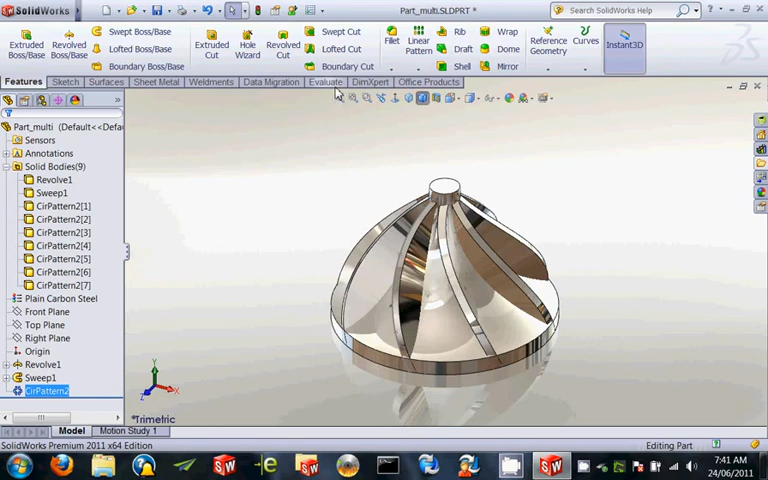 SolidWorks
Part_multi.SLDPRT *
Search SolidWorks Help
Extruded Boss/Base
Revolved Boss/Base
Swept Boss/Base
Lofted Boss/Base
Boundary Boss/Base
Extruded Cut
Hole Wizard
Revolved Cut
Swept Cut
Lofted Cut
Boundary Cut
Fillet
Linear Pattern
Rib
Draft
Shell
Wrap
Dome
Mirror
Reference Geometry
Curves
Instant3D
Features
Sketch
Surfaces
Sheet Metal
Weldments
Data Migration
Evaluate
DimXpert
Office Products
Part_multi (Default<<Defau
Sensors
Annotations
Solid Bodies(9)
Revolve1
Sweep1
CirPattern2[1]
CirPattern2[2]
CirPattern2[3]
CirPattern2[4]
CirPattern2[5]
CirPattern2[6]
CirPattern2[7]
Plain Carbon Steel
Front Plane
Top Plane
Right Plane
Origin
Revolve1
Sweep1
CirPattern2
Y
X
Z
*Trimetric
Model
Motion Study 1
SolidWorks Premium 2011 x64 Edition
Editing Part
7:41 AM
24/06/2011